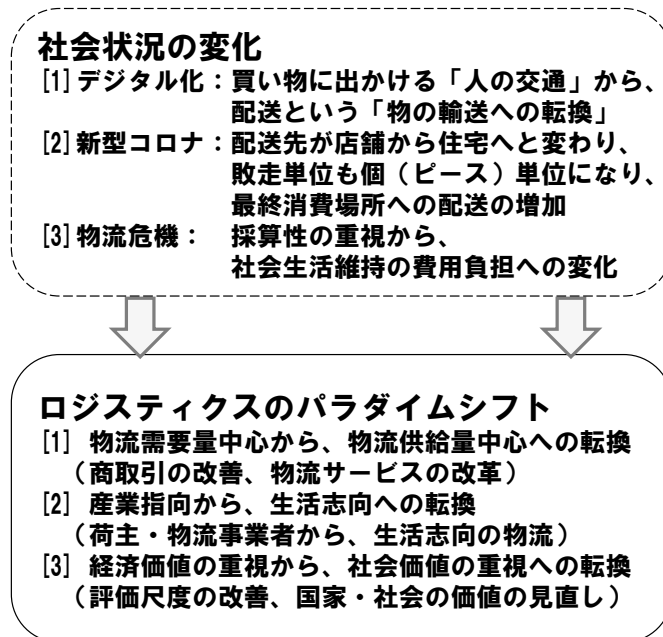 社会状況の変化
[1] デジタル化：買い物に出かける「人の交通」から、
配送という「物の輸送への転換」
[2] 新型コロナ：配送先が店舗から住宅へと変わり、
敗走単位も個（ピース）単位になり、
最終消費場所への配送の増加
[3] 物流危機： 採算性の重視から、
社会生活維持の費用負担への変化
ロジスティクスのパラダイムシフト
[1] 物流需要量中心から、物流供給量中心への転換
（商取引の改善、物流サービスの改革）
[2] 産業指向から、生活志向への転換
（荷主・物流事業者から、生活志向の物流）
[3] 経済価値の重視から、社会価値の重視への転換
（評価尺度の改善、国家・社会の価値の見直し）